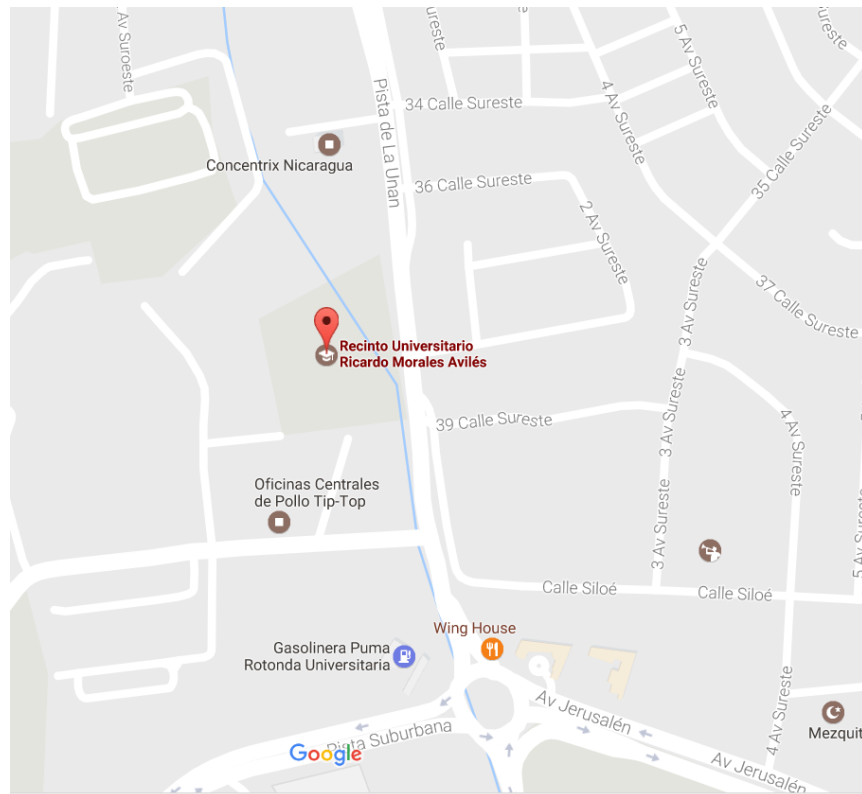 Av Suroeste
Pista de La Unan
34 Calle Sureste
5 Av Sureste
4 Av Sureste
35 Calle Sureste
Concentrix Nicaragua
36 Calle Sureste
2 Av Sureste
3 Av Sureste
37 Calle Sureste
Recinto Universitario
Ricardo Morales Avilés
39 Calle Sureste
3 Av Sureste
4 Av Sureste
Oficinas Centrales
de Pollo Tip-Top
3 Av Sureste
Calle Siloé
Calle Siloé
Wing House
Gasolinera Puma
Rotonda Universitaria
Av Jerusalén
4 Av Sureste
Mezquit
Pista Suburbana
Google
Av Jerusalén